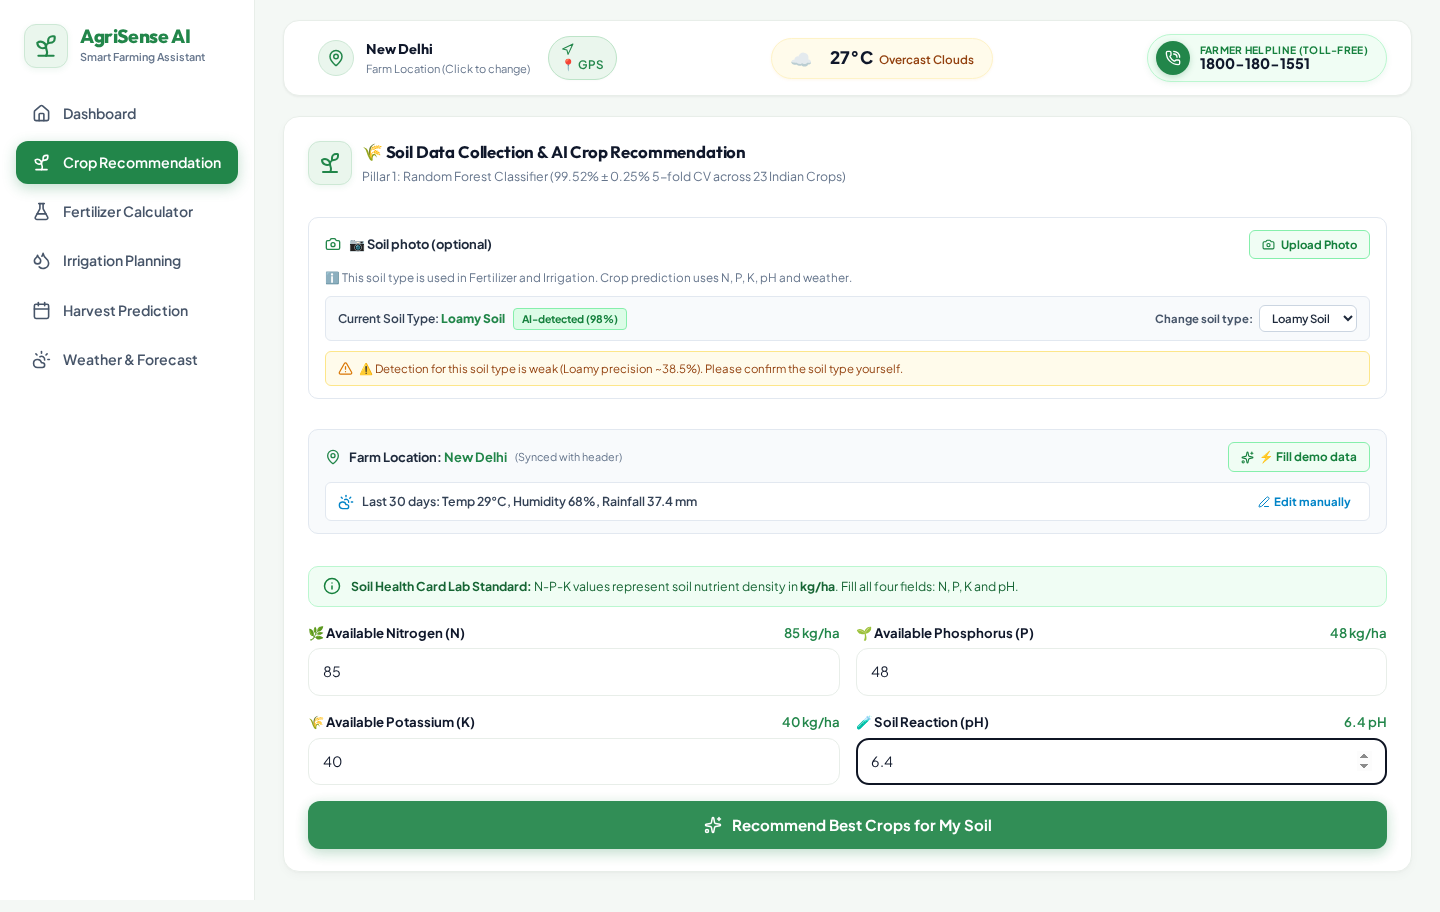 AgriSense AI
Smart Farming Assistant
Dashboard
Crop Recommendation
Fertilizer Calculator
Irrigation Planning
Harvest Prediction
Weather & Forecast
New Delhi
Farm Location (Click to change)
📍 GPS
27°C Overcast Clouds
FARMER HELPLINE (TOLL-FREE)
1800-180-1551
🌾 Soil Data Collection & AI Crop Recommendation
Pillar 1: Random Forest Classifier (99.52% ± 0.25% 5-fold CV across 23 Indian Crops)
📷 Soil photo (optional)
Upload Photo
ℹ️ This soil type is used in Fertilizer and Irrigation. Crop prediction uses N, P, K, pH and weather.
Current Soil Type: Loamy Soil AI-detected (98%)
Change soil type: Loamy Soil
⚠️ Detection for this soil type is weak (Loamy precision ~38.5%). Please confirm the soil type yourself.
Farm Location: New Delhi (Synced with header)
⚡ Fill demo data
Last 30 days: Temp 29°C, Humidity 68%, Rainfall 37.4 mm
Edit manually
Soil Health Card Lab Standard: N-P-K values represent soil nutrient density in kg/ha. Fill all four fields: N, P, K and pH.
🌿 Available Nitrogen (N) 85 kg/ha
85
🌱 Available Phosphorus (P) 48 kg/ha
48
🌾 Available Potassium (K) 40 kg/ha
40
🧪 Soil Reaction (pH) 6.4 pH
6.4
Recommend Best Crops for My Soil